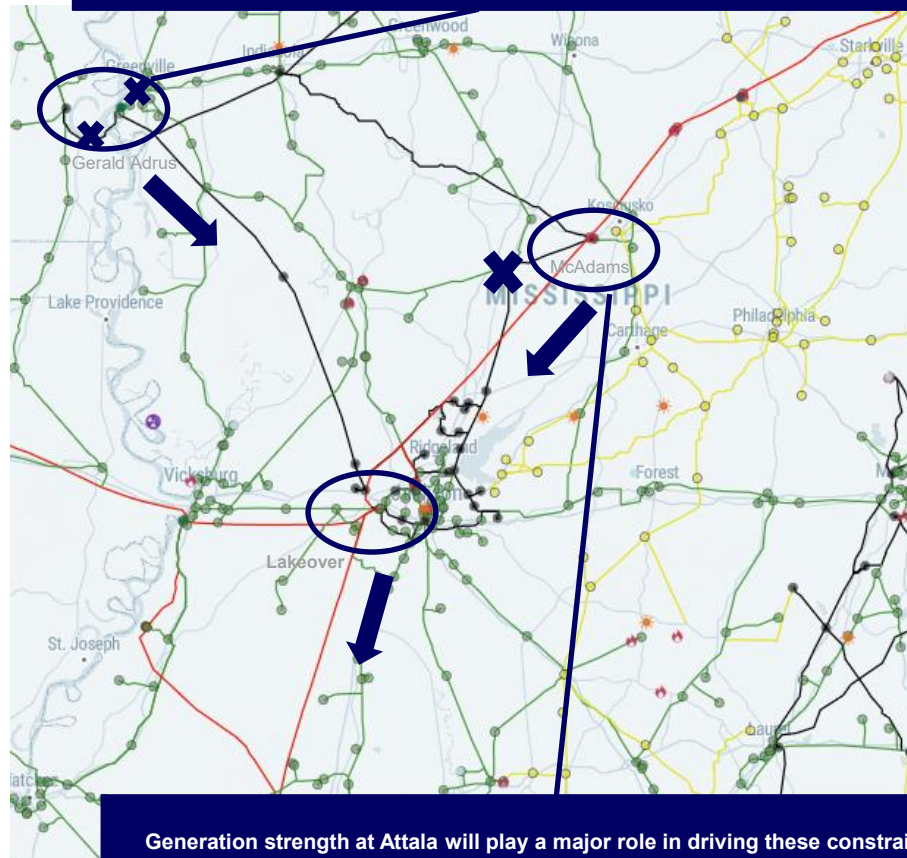 Greenwood
Winona
Starkville
Greenville
Gerald Adrus
Kosciusko
McAdams
MISSISSIPPI
Lake Providence
Carthage
Philadelphia
Ridgeland
Vicksburg
Forest
Lakeover
St. Joseph
Laurel
Generation strength at Attala will play a major role in driving these constrai